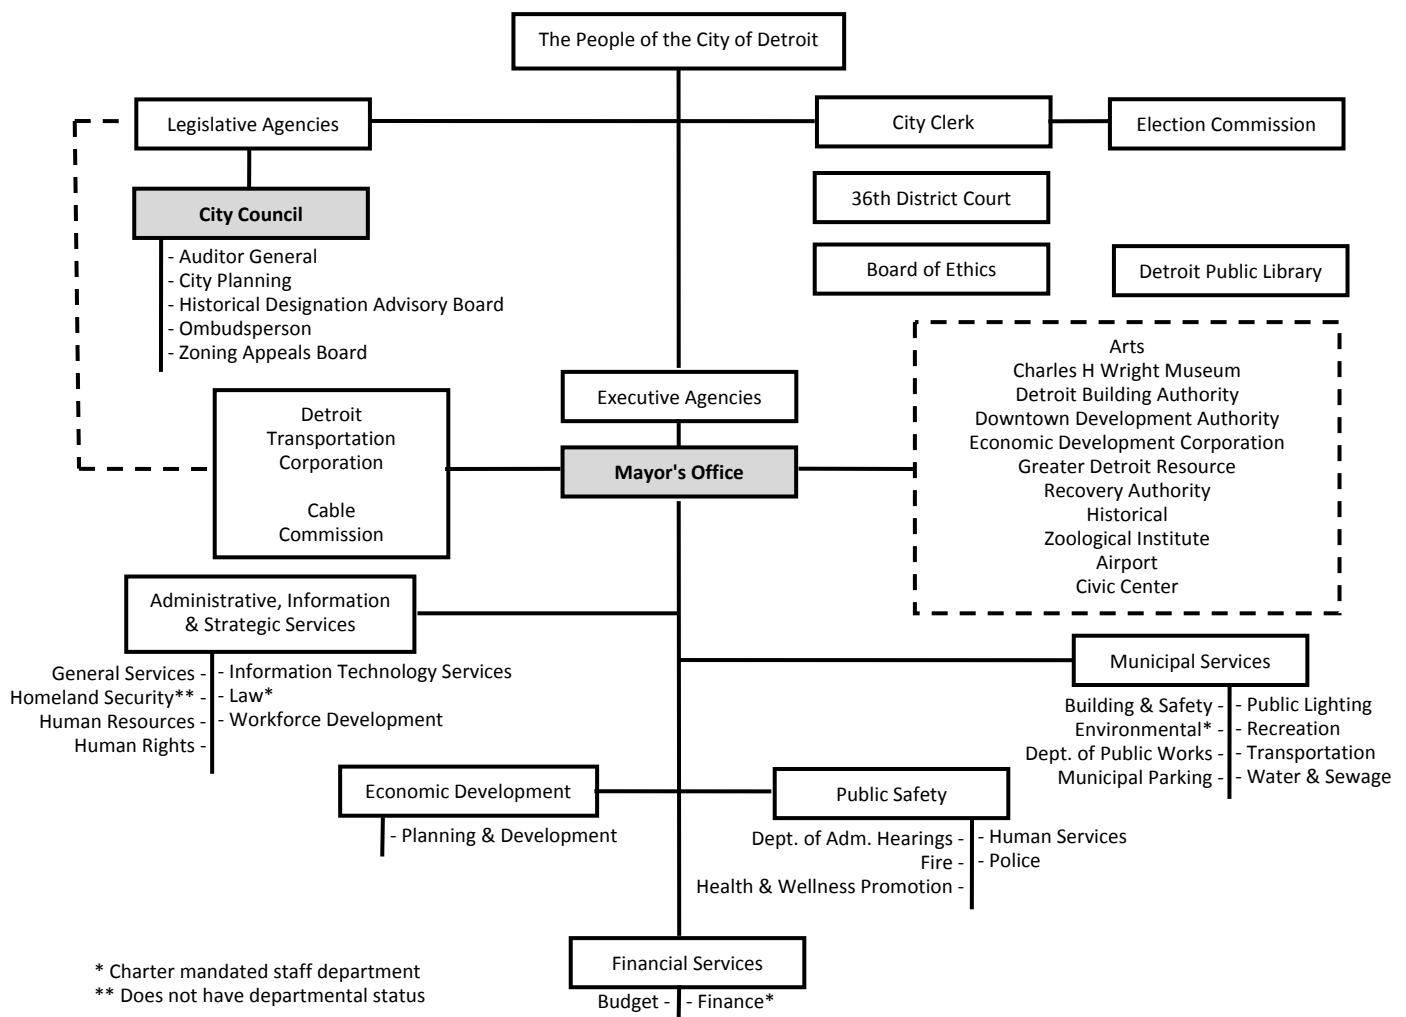 The People of the City of Detroit
Legislative Agencies
City Clerk
Election Commission
City Council
- Auditor General
- City Planning
- Historical Designation Advisory Board
- Ombudsperson
- Zoning Appeals Board
36th District Court
Board of Ethics
Detroit Public Library
Executive Agencies
Mayor's Office
Detroit
Transportation
Corporation
Cable
Commission
Arts
Charles H Wright Museum
Detroit Building Authority
Downtown Development Authority
Economic Development Corporation
Greater Detroit Resource
Recovery Authority
Historical
Zoological Institute
Airport
Civic Center
Administrative, Information
& Strategic Services
General Services -
Homeland Security** -
Human Resources -
Human Rights -
- Information Technology Services
- Law*
- Workforce Development
Municipal Services
Building & Safety -
Environmental* -
Dept. of Public Works -
Municipal Parking -
- Public Lighting
- Recreation
- Transportation
- Water & Sewage
Economic Development
- Planning & Development
Public Safety
Dept. of Adm. Hearings -
Fire -
Health & Wellness Promotion -
- Human Services
- Police
Financial Services
Budget -
- Finance*
* Charter mandated staff department
** Does not have departmental status